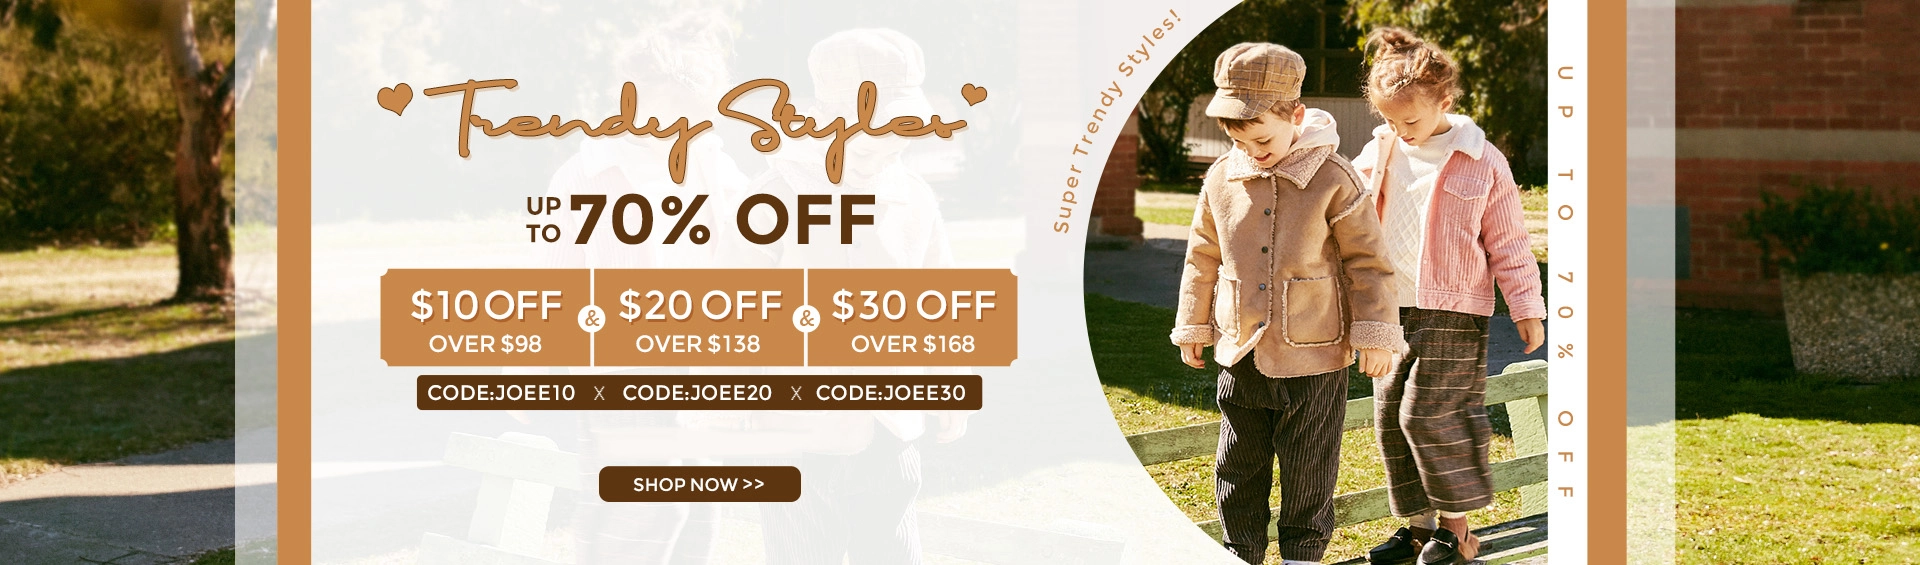 Trendy Styles
UP TO 70% OFF
$10 OFF
OVER $98
&
$20 OFF
OVER $138
&
$30 OFF
OVER $168
CODE:JOEE10 X CODE:JOEE20 X CODE:JOEE30
SHOP NOW >>
Super Trendy Styles!
UP TO 70% OFF